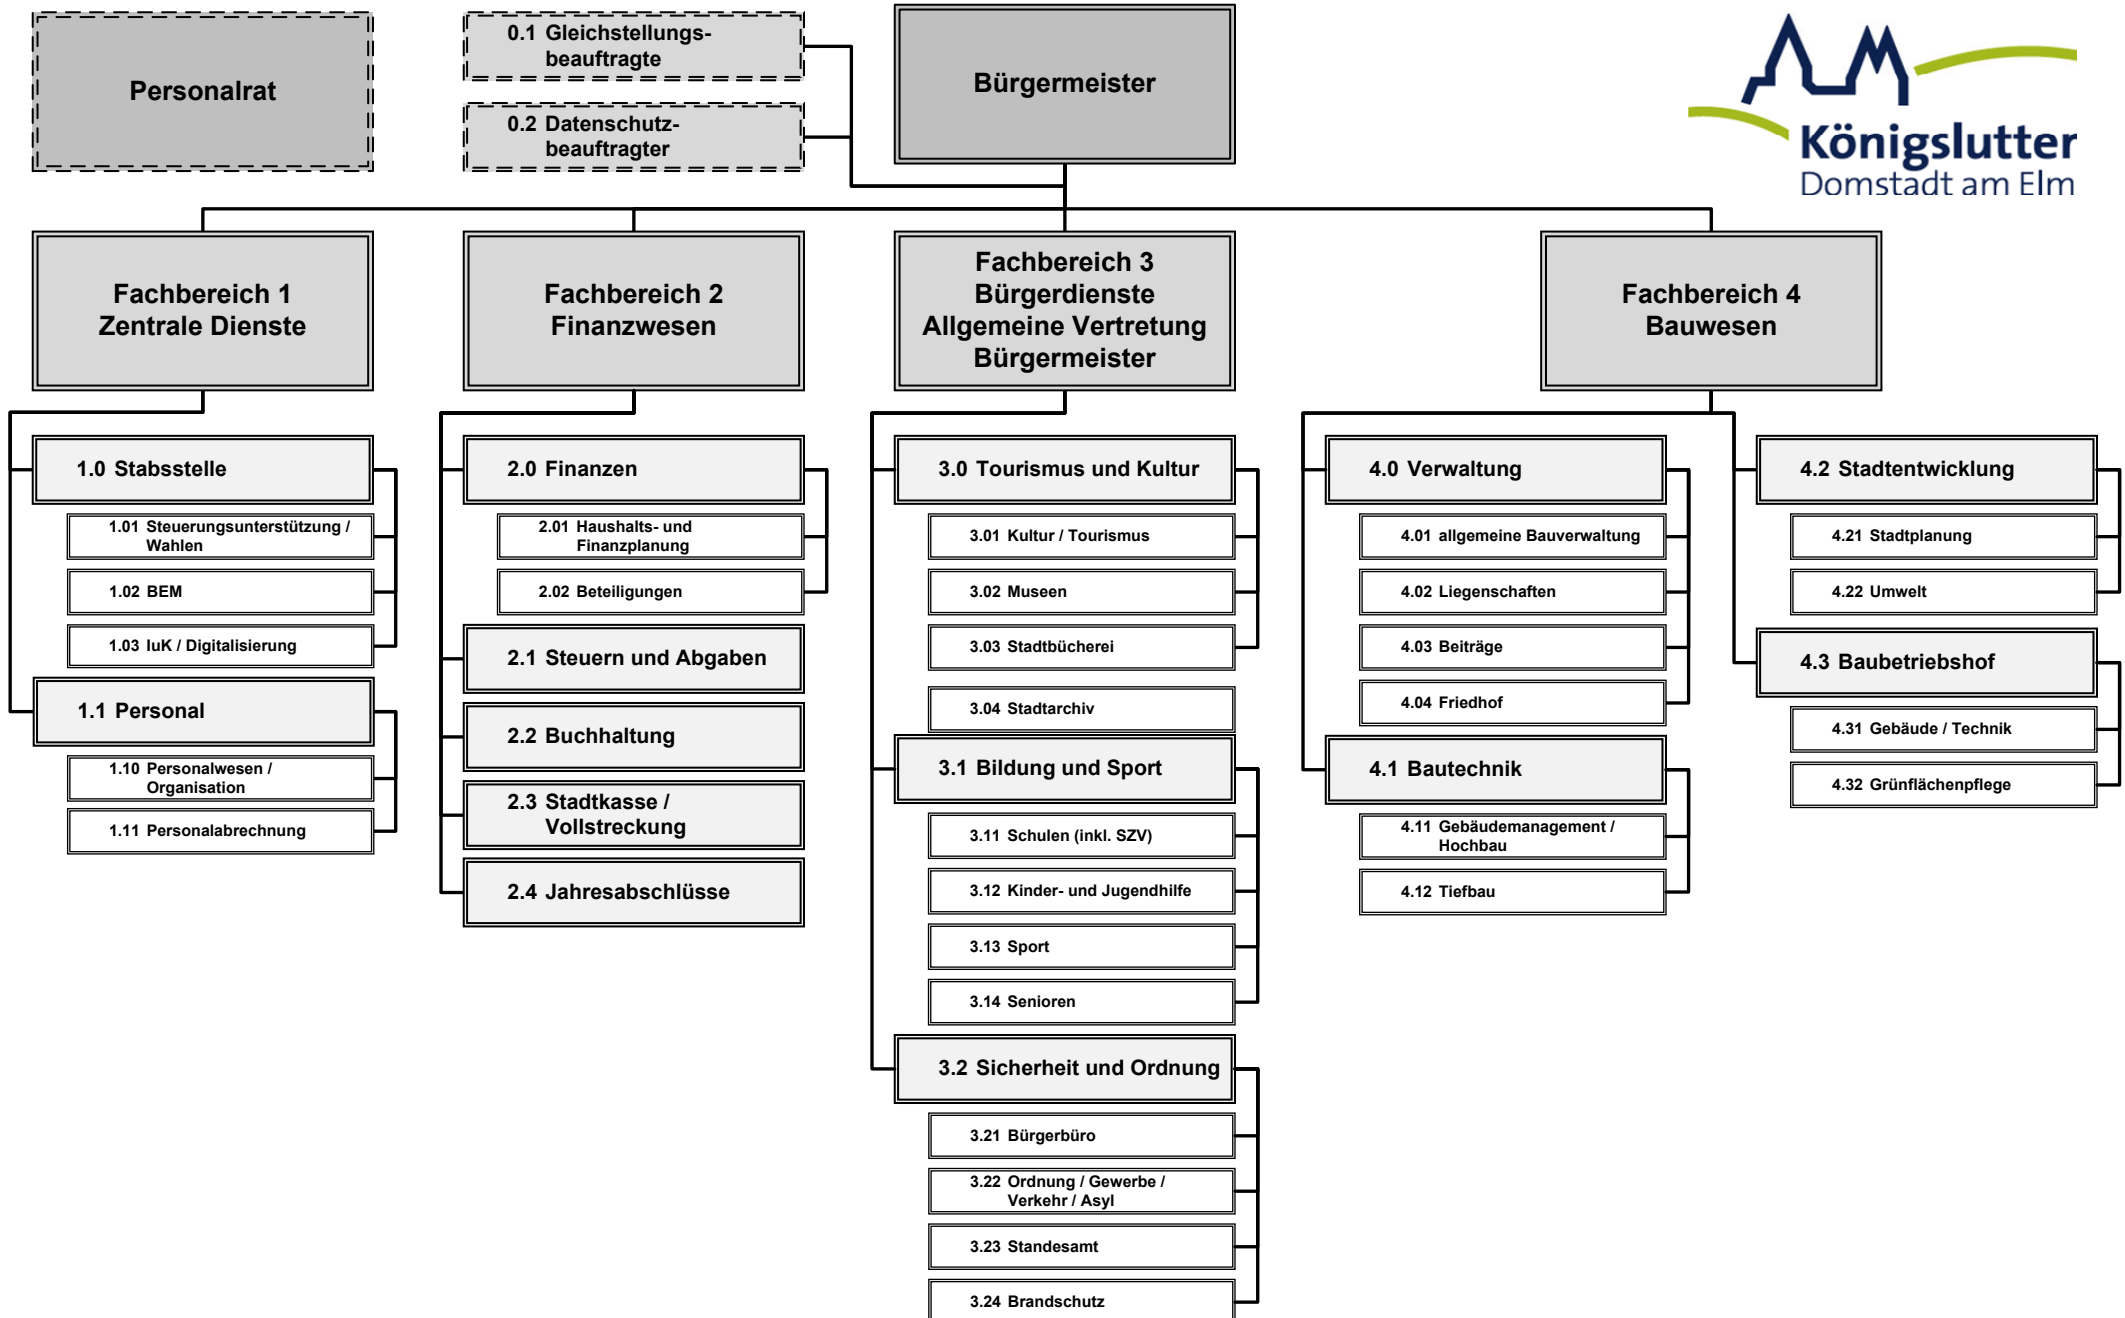 Personalrat
0.1 Gleichstellungs-
beauftragte
0.2 Datenschutz-
beauftragter
Bürgermeister
Königslutter
Domstadt am Elm
Fachbereich 1
Zentrale Dienste
Fachbereich 2
Finanzwesen
Fachbereich 3
Bürgerdienste
Allgemeine Vertretung
Bürgermeister
Fachbereich 4
Bauwesen
1.0 Stabsstelle
1.01 Steuerungsunterstützung /
Wahlen
1.02 BEM
1.03 IuK / Digitalisierung
1.1 Personal
1.10 Personalwesen /
Organisation
1.11 Personalabrechnung
2.0 Finanzen
2.01 Haushalts- und
Finanzplanung
2.02 Beteiligungen
2.1 Steuern und Abgaben
2.2 Buchhaltung
2.3 Stadtkasse /
Vollstreckung
2.4 Jahresabschlüsse
3.0 Tourismus und Kultur
3.01 Kultur / Tourismus
3.02 Museen
3.03 Stadtbücherei
3.04 Stadtarchiv
3.1 Bildung und Sport
3.11 Schulen (inkl. SZV)
3.12 Kinder- und Jugendhilfe
3.13 Sport
3.14 Senioren
3.2 Sicherheit und Ordnung
3.21 Bürgerbüro
3.22 Ordnung / Gewerbe /
Verkehr / Asyl
3.23 Standesamt
3.24 Brandschutz
4.0 Verwaltung
4.01 allgemeine Bauverwaltung
4.02 Liegenschaften
4.03 Beiträge
4.04 Friedhof
4.1 Bautechnik
4.11 Gebäudemanagement /
Hochbau
4.12 Tiefbau
4.2 Stadtentwicklung
4.21 Stadtplanung
4.22 Umwelt
4.3 Baubetriebshof
4.31 Gebäude / Technik
4.32 Grünflächenpflege